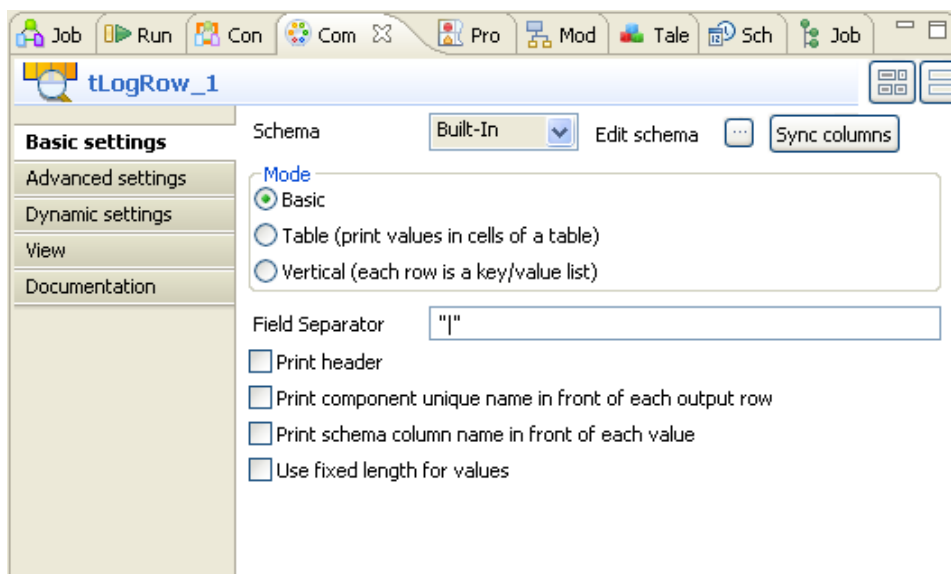 Job Run Con Com Pro Mod Tale Sch Job
tLogRow_1
Basic settings
Advanced settings
Dynamic settings
View
Documentation
Schema Built-In Edit schema ... Sync columns
Mode
Basic
Table (print values in cells of a table)
Vertical (each row is a key/value list)
Field Separator "|"
Print header
Print component unique name in front of each output row
Print schema column name in front of each value
Use fixed length for values